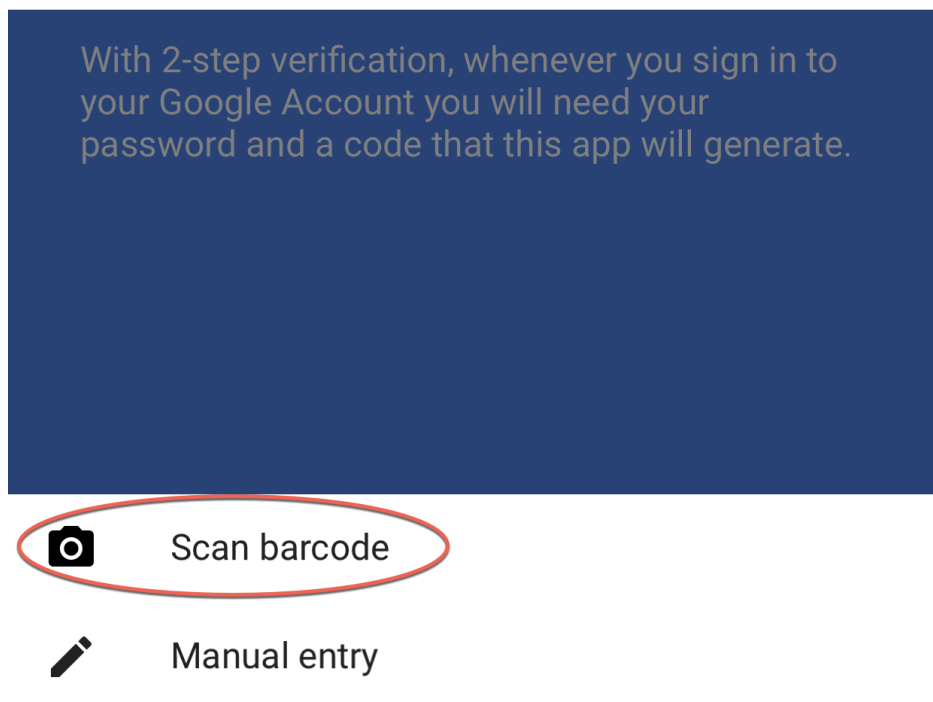 With 2-step verification, whenever you sign in to
your Google Account you will need your
password and a code that this app will generate.
Scan barcode
Manual entry